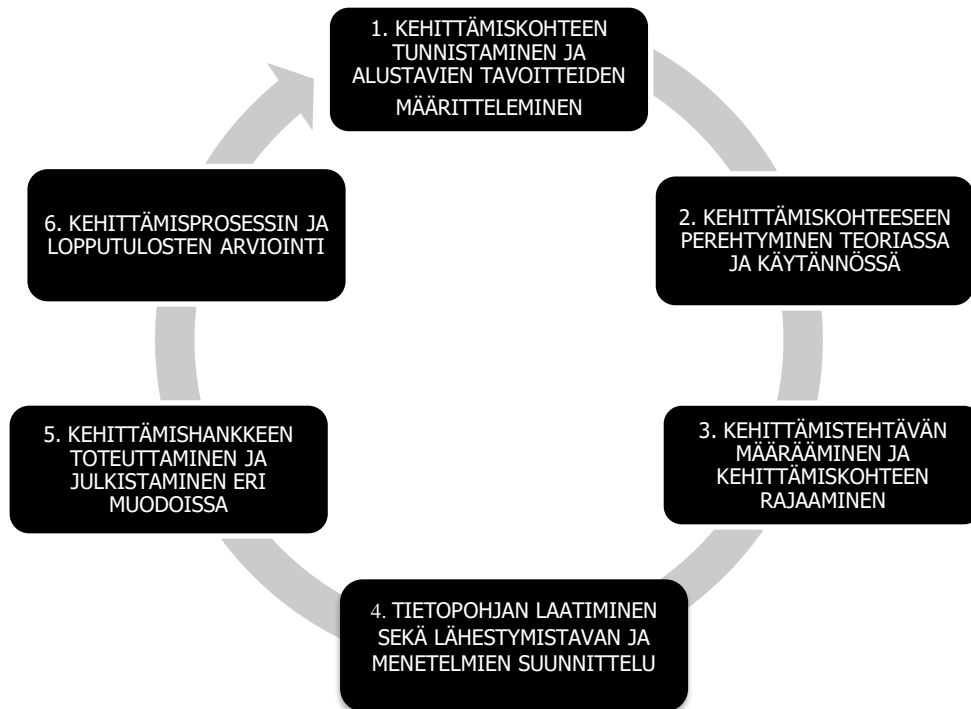 1. KEHITTÄMISKOHTEEN
TUNNISTAMINEN JA
ALUSTAVIEN TAVOITTEIDEN
MÄÄRITTELEMINEN
2. KEHITTÄMISKOHTEESEEN
PEREHTYMINEN TEORIASSA
JA KÄYTÄNNÖSSÄ
3. KEHITTÄMISTEHTÄVÄN
MÄÄRÄÄMINEN JA
KEHITTÄMISKOHTEEN
RAJAAMINEN
4. TIETOPOHJAN LAATIMINEN
SEKÄ LÄHESTYMISTAVAN JA
MENETELMIEN SUUNNITTELU
5. KEHITTÄMISHANKKEEN
TOTEUTTAMINEN JA
JULKISTAMINEN ERI
MUODOISSA
6. KEHITTÄMISPROSESSIN JA
LOPPUTULOSTEN ARVIOINTI